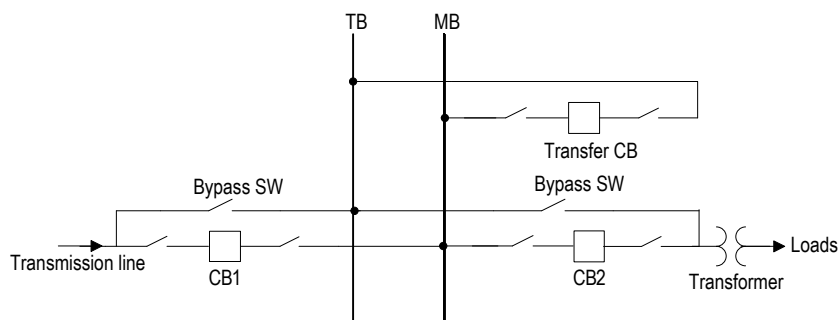 TB
MB
Transfer CB
Bypass SW
Bypass SW
Transmission line
CB1
CB2
Transformer
Loads